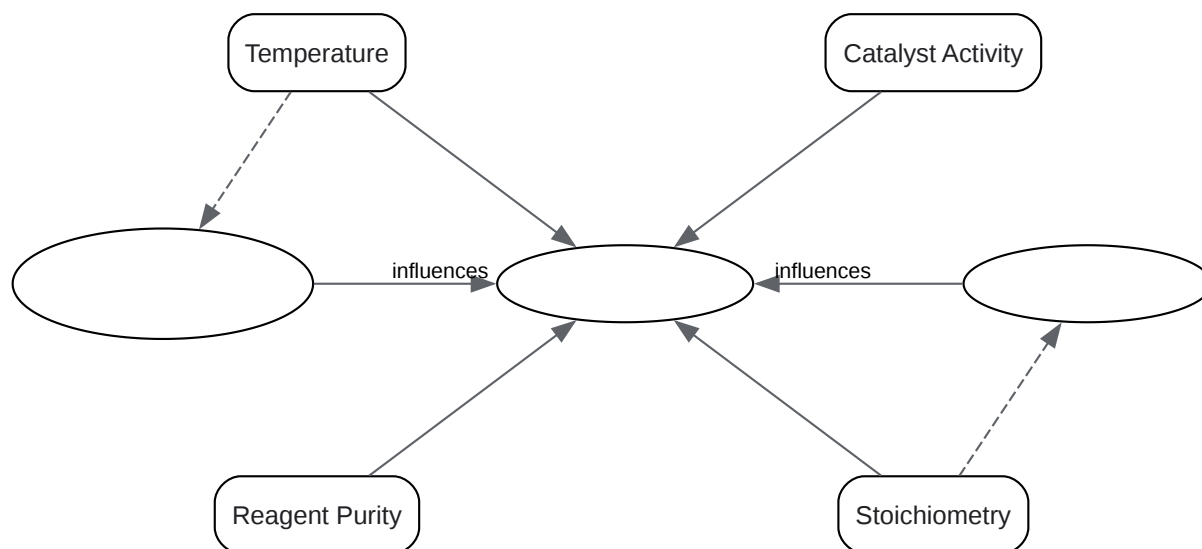 Temperature
Catalyst Activity
influences
influences
Reagent Purity
Stoichiometry